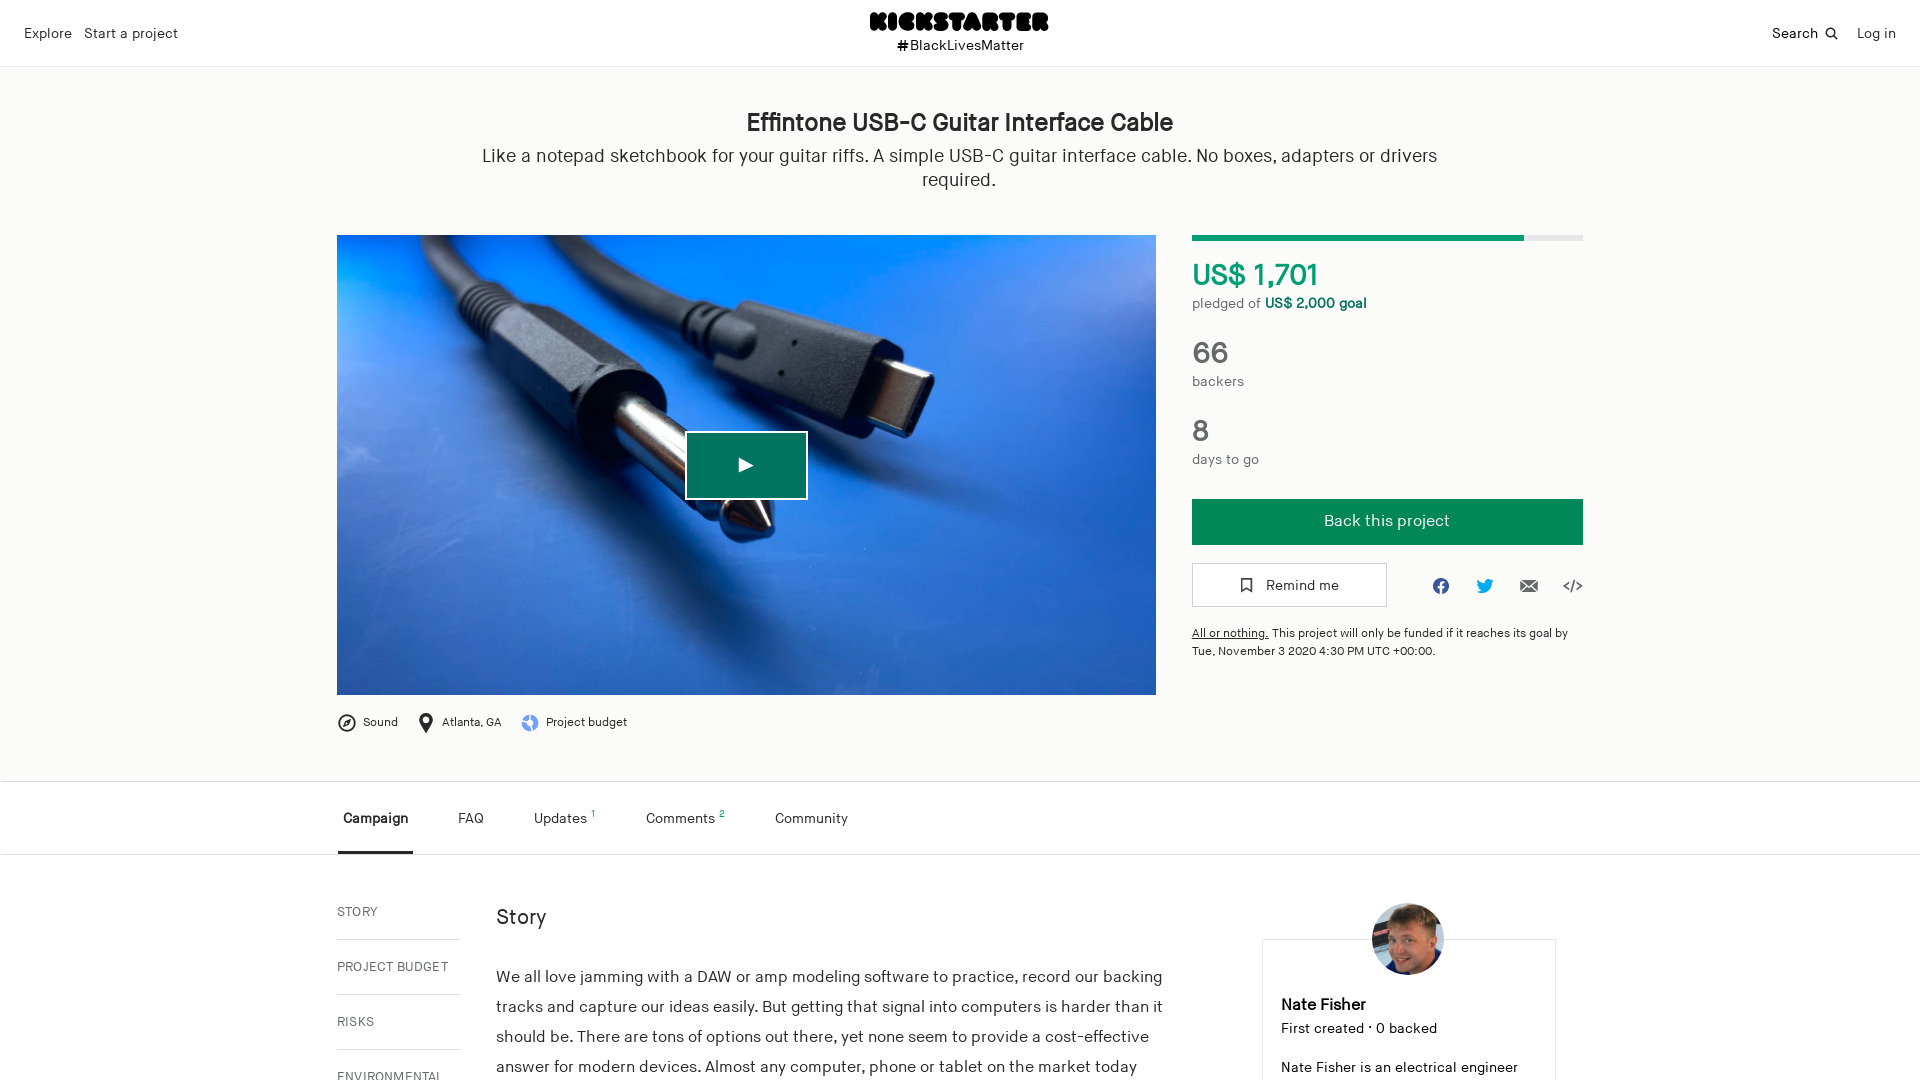 Explore Start a project
KICKSTARTER
#BlackLivesMatter
Search
Log in
Effintone USB-C Guitar Interface Cable
Like a notepad sketchbook for your guitar riffs. A simple USB-C guitar interface cable. No boxes, adapters or drivers
required.
US$ 1,701
pledged of US$ 2,000 goal
66
backers
8
days to go
Back this project
Remind me
All or nothing. This project will only be funded if it reaches its goal by
Tue, November 3 2020 4:30 PM UTC +00:00.
Sound
Atlanta, GA
Project budget
Campaign
FAQ
Updates 1
Comments 2
Community
STORY
PROJECT BUDGET
RISKS
ENVIRONMENTAL
Story
We all love jamming with a DAW or amp modeling software to practice, record our backing
tracks and capture our ideas easily. But getting that signal into computers is harder than it
should be. There are tons of options out there, yet none seem to provide a cost-effective
answer for modern devices. Almost any computer, phone or tablet on the market today
Nate Fisher
First created · 0 backed
Nate Fisher is an electrical engineer